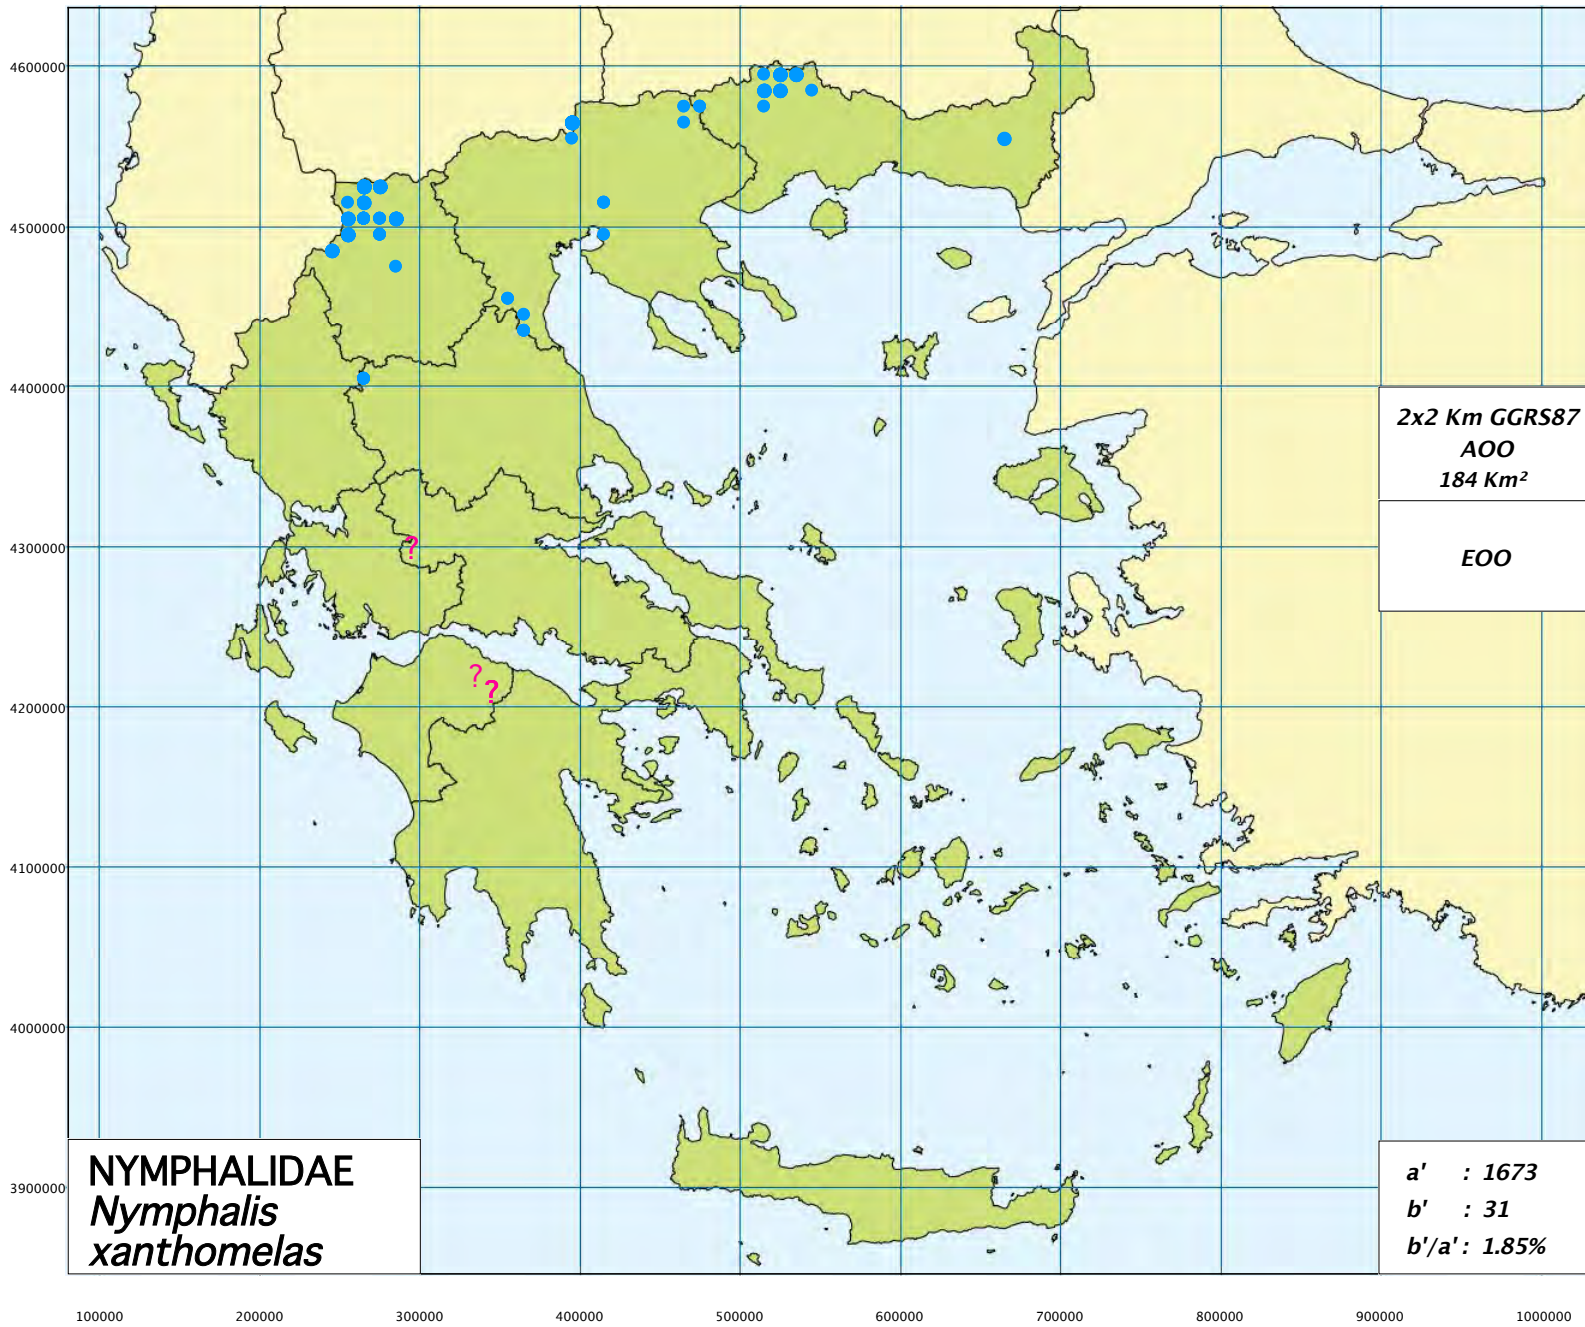 4600000
4500000
4400000
4300000
4200000
4100000
4000000
3900000
?
?
?
2x2 Km GGRS87
AOO
184 Km²
EOO
NYMPHALIDAE
Nymphalis
xanthomelas
a' : 1673
b' : 31
b'/a' : 1.85%
100000 200000 300000 400000 500000 600000 700000 800000 900000 1000000